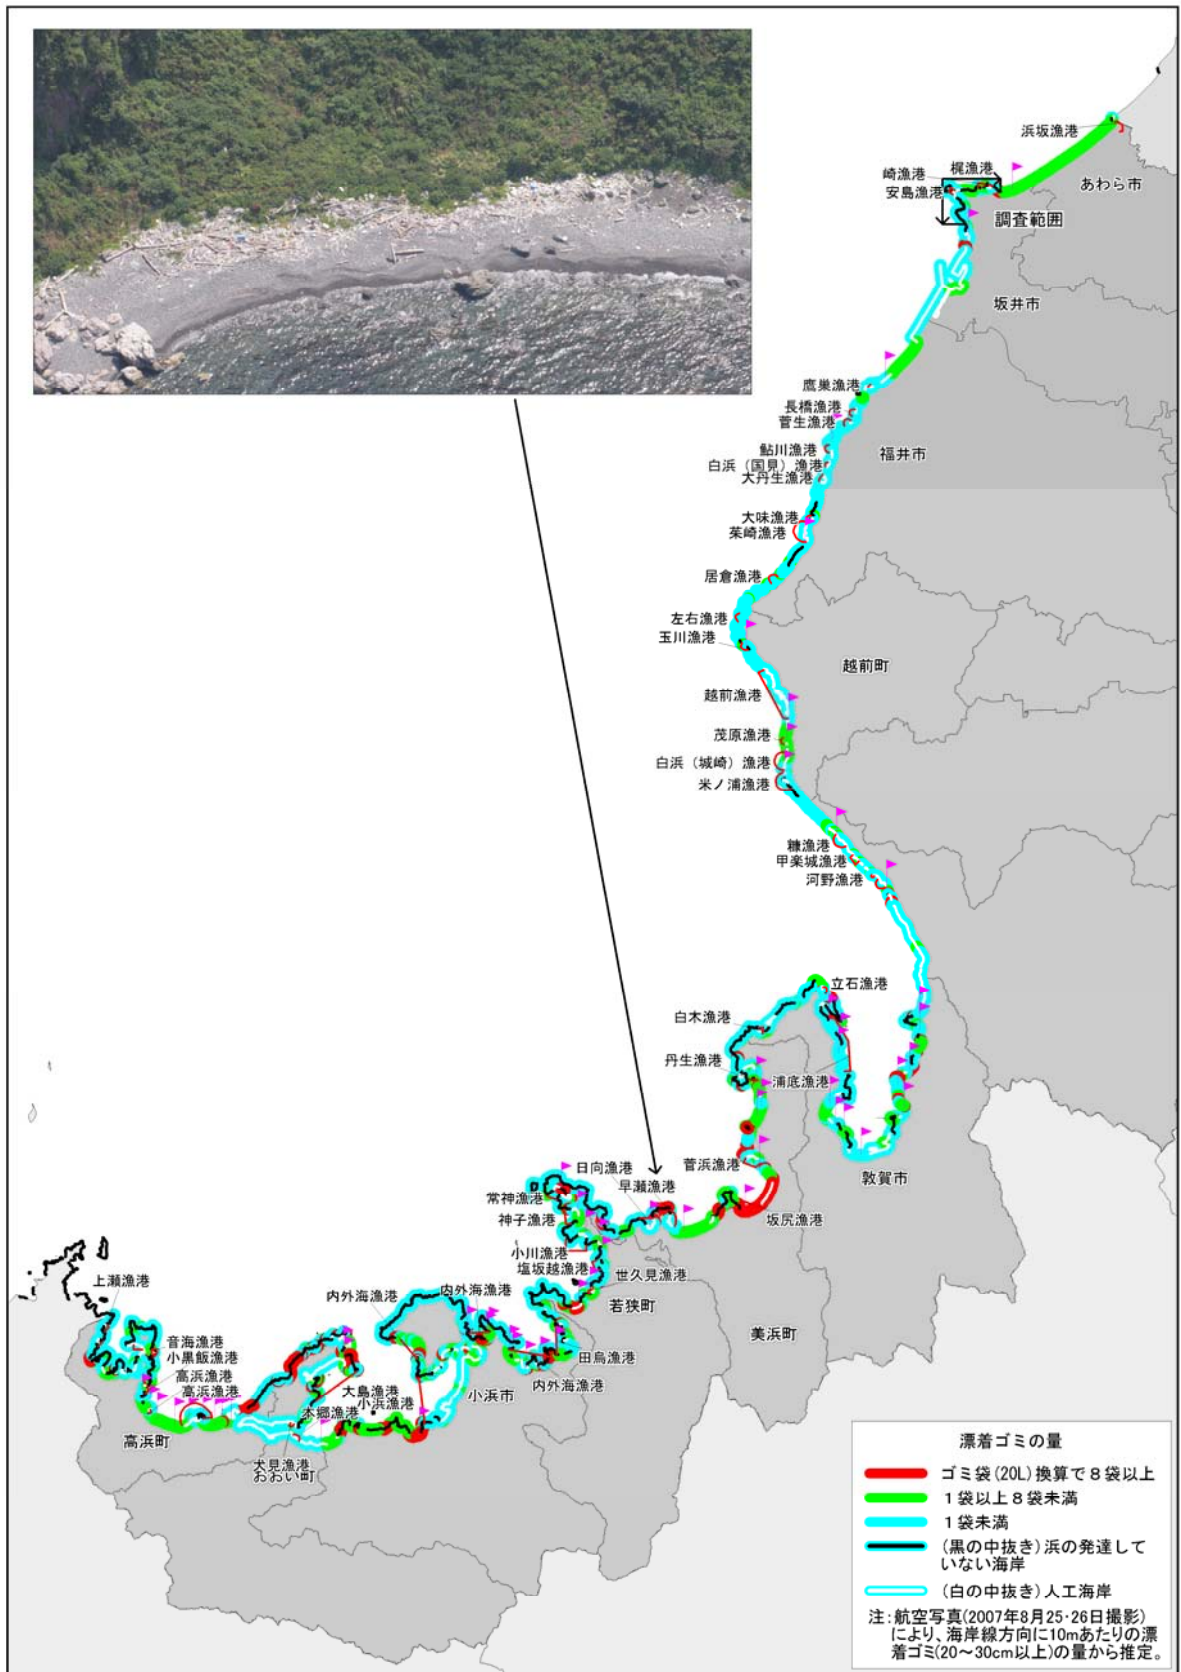 浜坂漁港
梶漁港
崎漁港
安島漁港
あわら市
調査範囲
坂井市
鷹巣漁港
長橋漁港
菅生漁港
鮎川漁港
福井市
白浜（国見）漁港
大丹生漁港
大味漁港
茱崎漁港
居倉漁港
左右漁港
玉川漁港
越前町
越前漁港
茂原漁港
白浜（城崎）漁港
米ノ浦漁港
糠漁港
甲楽城漁港
河野漁港
立石漁港
白木漁港
丹生漁港
浦底漁港
菅浜漁港
敦賀市
日向漁港
早瀬漁港
常神漁港
神子漁港
坂尻漁港
小川漁港
塩坂越漁港
世久見漁港
若狭町
美浜町
上瀬漁港
内外海漁港
内外海漁港
音海漁港
小黒飯漁港
高浜漁港
高浜漁港
田烏漁港
内外海漁港
小浜市
大島漁港
小浜漁港
本郷漁港
高浜町
犬見漁港
おおい町
漂着ゴミの量
ゴミ袋(20L)換算で８袋以上
１袋以上８袋未満
１袋未満
(黒の中抜き)浜の発達して
いない海岸
(白の中抜き)人工海岸
注:航空写真(2007年8月25･26日撮影)
により、海岸線方向に10mあたりの漂
着ゴミ(20～30cm以上)の量から推定。